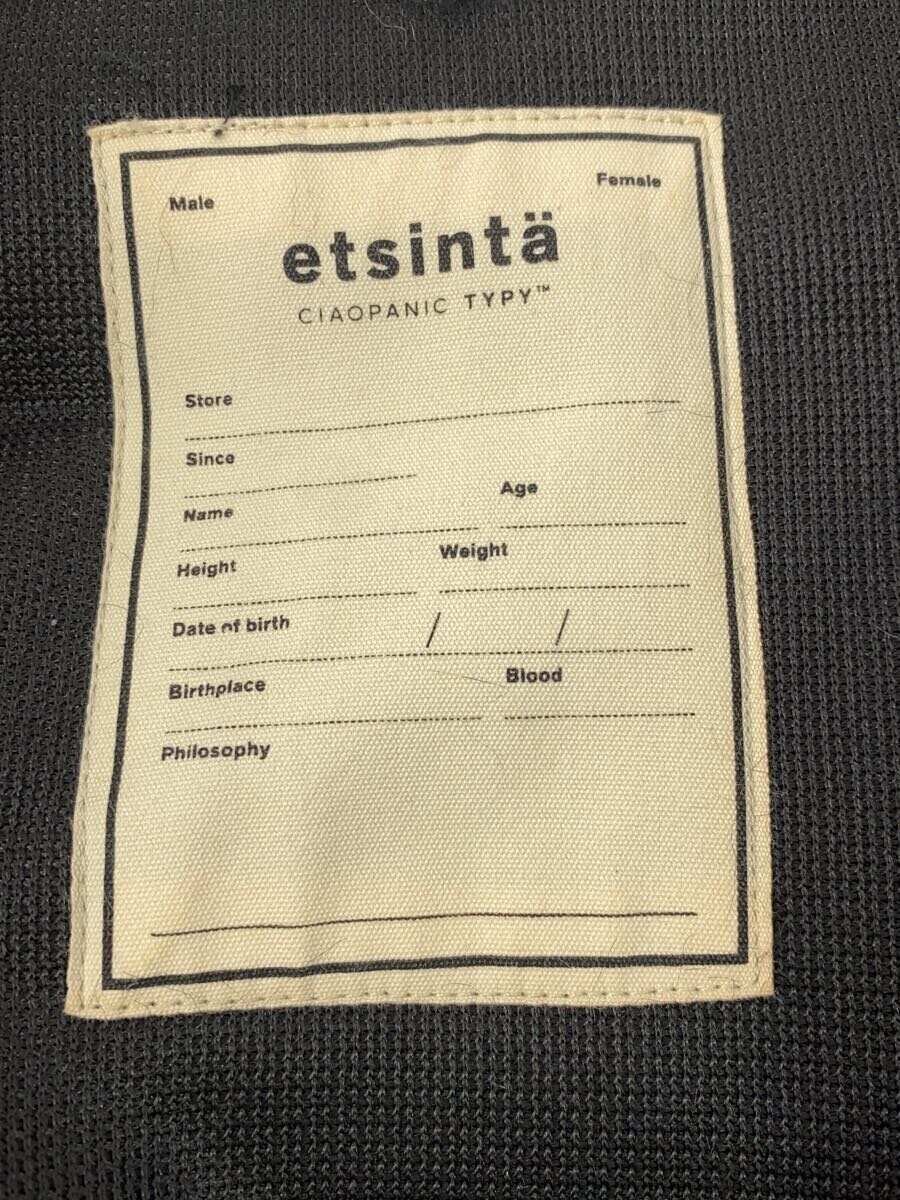 Male Female
etsintä
CIAOPANIC TYPY™
Store
Since
Name Age
Height Weight
Date of birth / /
Birthplace Blood
Philosophy